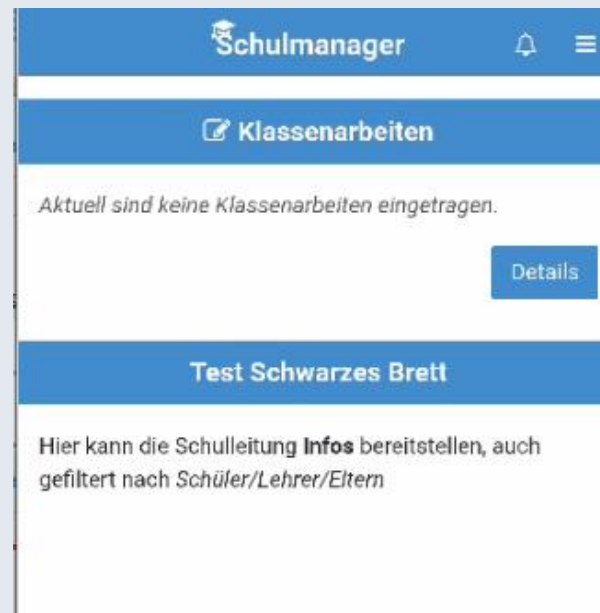 Schulmanager
Klassenarbeiten
Aktuell sind keine Klassenarbeiten eingetragen.
Details
Test Schwarzes Brett
Hier kann die Schulleitung Infos bereitstellen, auch
gefiltert nach Schüler/Lehrer/Eltern